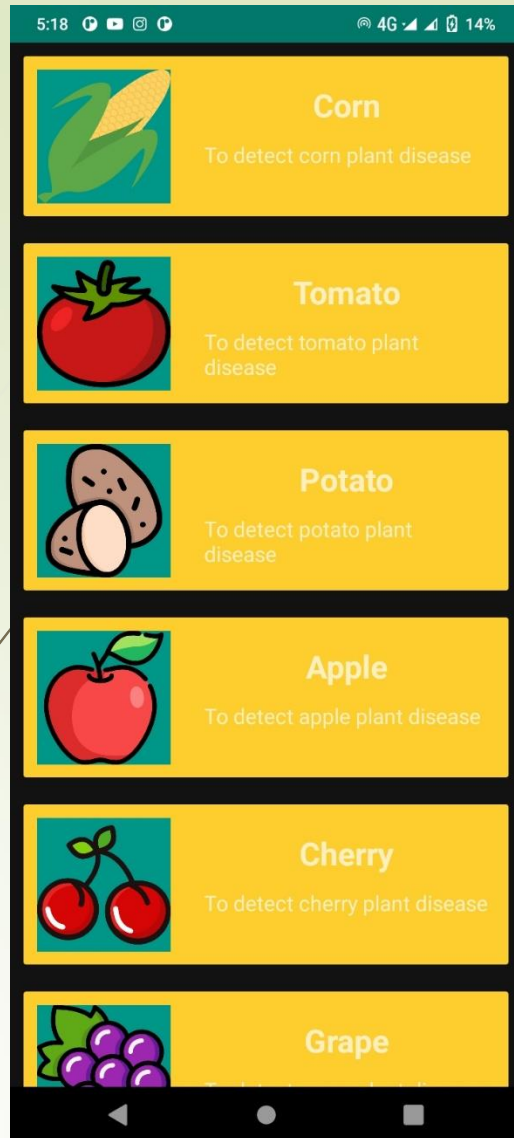 5:18 4G 14%
Corn
To detect corn plant disease
Tomato
To detect tomato plant
disease
Potato
To detect potato plant
disease
Apple
To detect apple plant disease
Cherry
To detect cherry plant disease
Grape